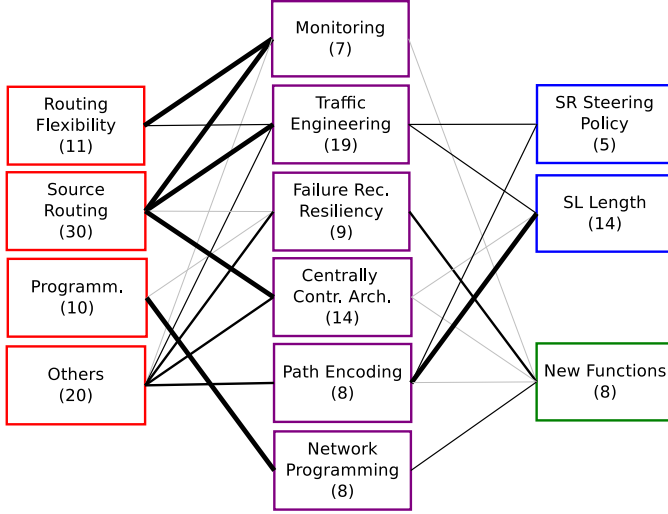 Routing
Flexibility
(11)
Source
Routing
(30)
Programm.
(10)
Others
(20)
Monitoring
(7)
Traffic
Engineering
(19)
Failure Rec.
Resiliency
(9)
Centrally
Contr. Arch.
(14)
Path Encoding
(8)
Network
Programming
(8)
SR Steering
Policy
(5)
SL Length
(14)
New Functions
(8)